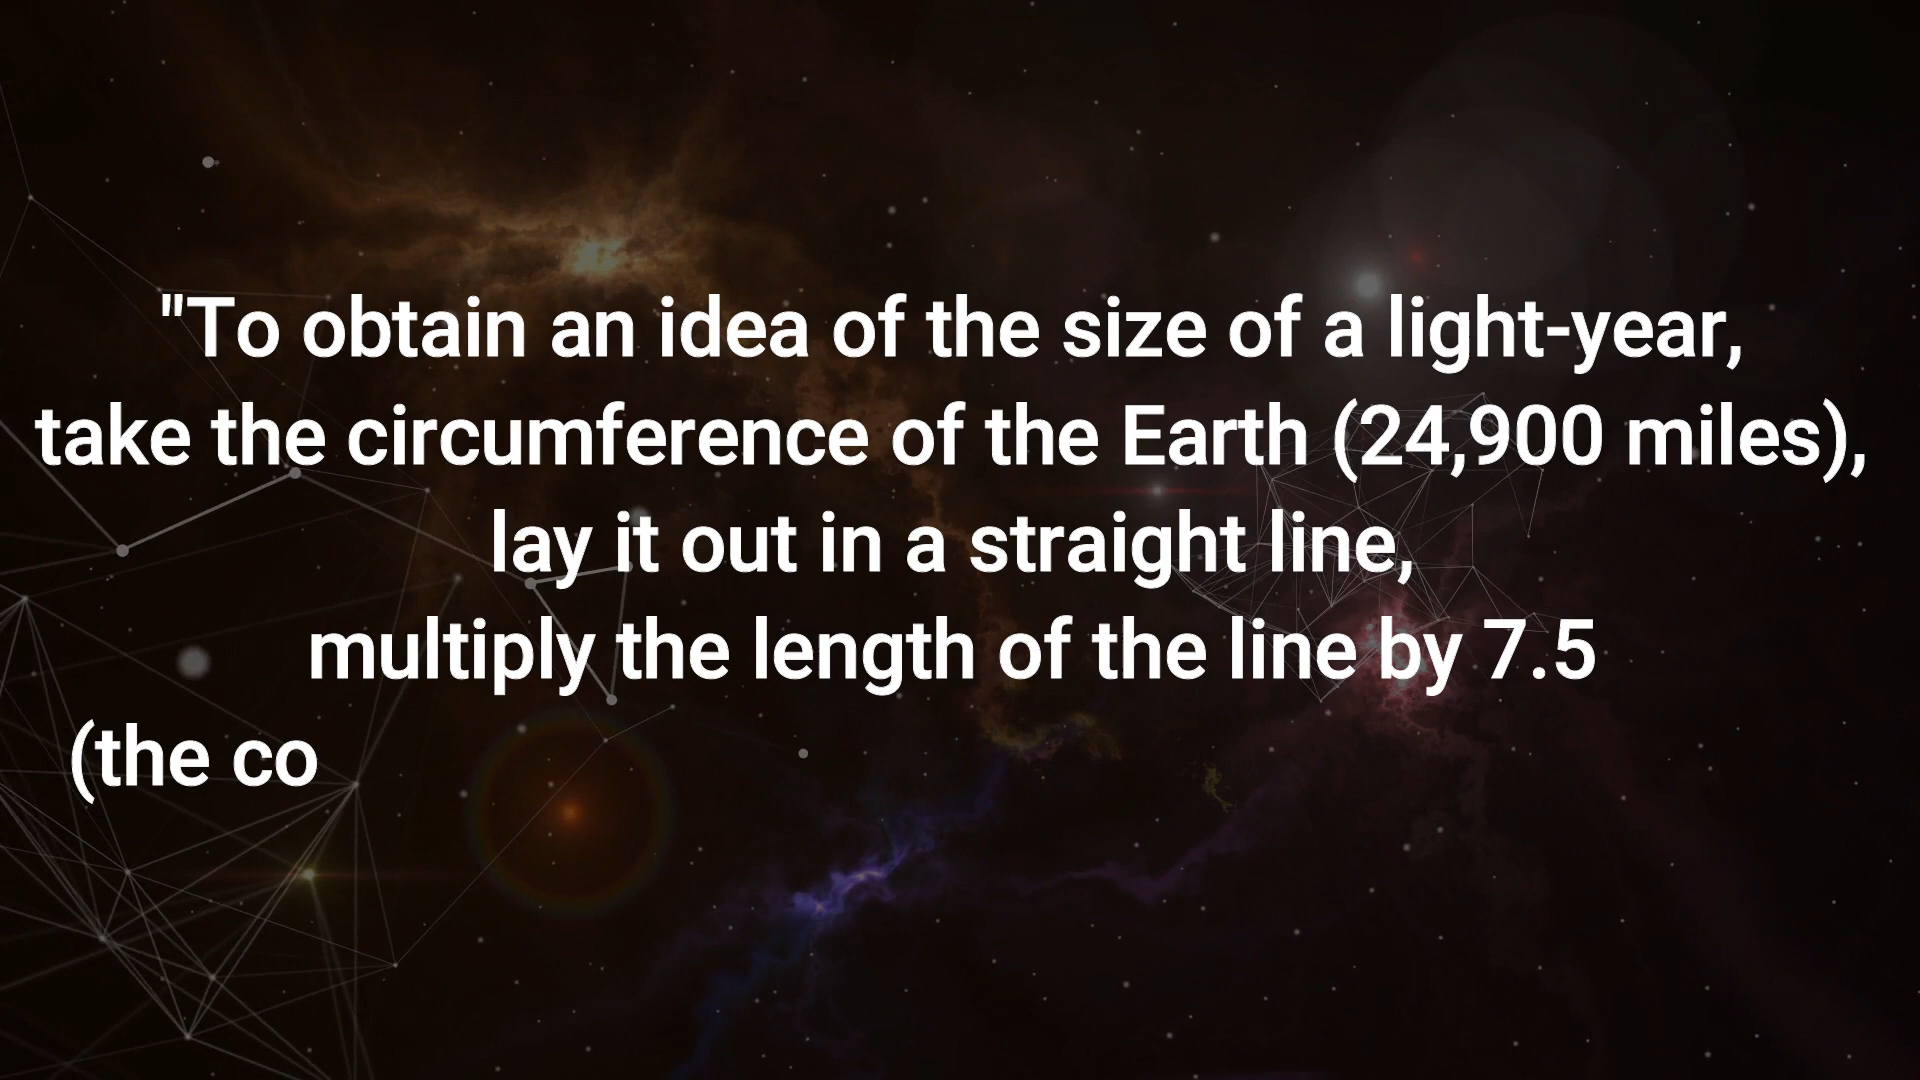 "To obtain an idea of the size of a light-year,
take the circumference of the Earth (24,900 miles),
lay it out in a straight line,
multiply the length of the line by 7.5
(the co